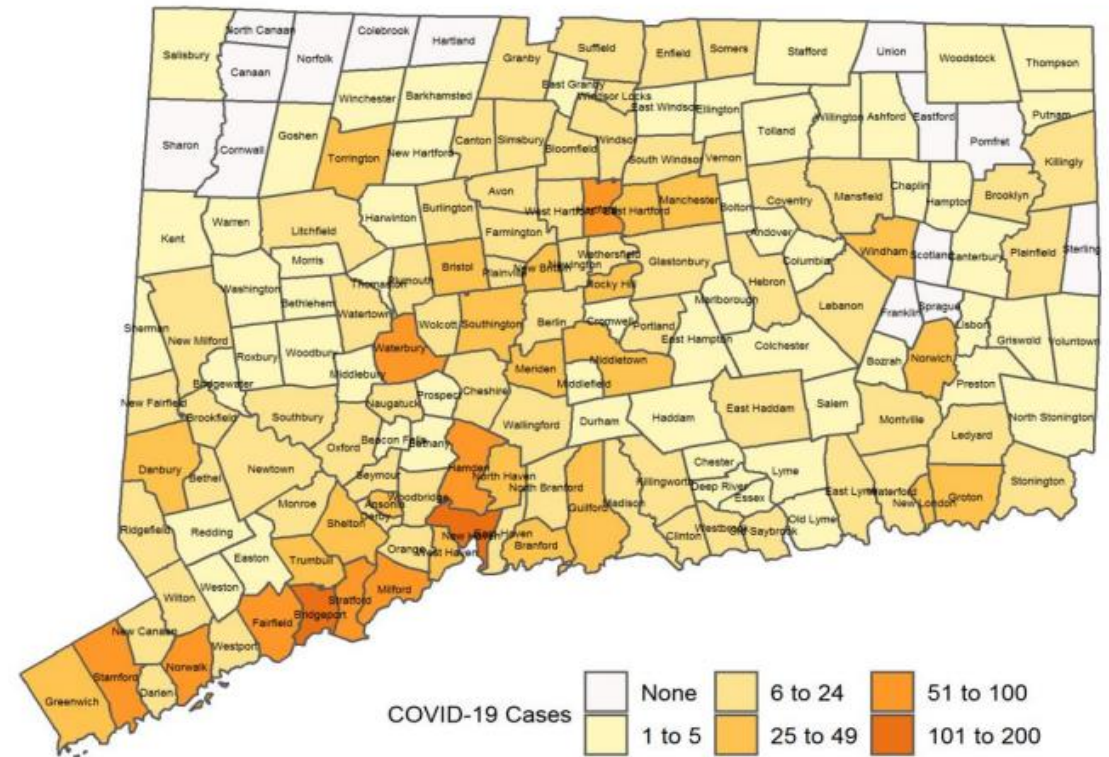 North Canaan
Colebrook
Hartland
Salisbury
Canaan
Norfolk
Granby
Suffield
Enfield
Somers
Stafford
Union
Woodstock
Thompson
Winchester
Barkhamsted
East Granby
Windsor Locks
East Windsor
Ellington
Willington
Ashford
Eastford
Putnam
Sharon
Cornwall
Goshen
Torrington
New Hartford
Canton
Simsbury
Bloomfield
Windsor
South Windsor
Vernon
Tolland
Pomfret
Killingly
Kent
Warren
Litchfield
Harwinton
Burlington
Avon
West Hartford
Hartford
East Hartford
Manchester
Bolton
Coventry
Mansfield
Chaplin
Hampton
Brooklyn
Farmington
Andover
Columbia
Windham
Scotland
Canterbury
Plainfield
Sterling
Morris
Washington
Bethlehem
Thomaston
Plymouth
Bristol
Plainville
New Britain
Newington
Wethersfield
Rocky Hill
Glastonbury
Hebron
Marlborough
Lebanon
Franklin
Sprague
Lisbon
Griswold
Voluntown
Sherman
New Milford
Roxbury
Woodbury
Watertown
Waterbury
Wolcott
Southington
Berlin
Cromwell
Portland
East Hampton
Colchester
Bozrah
Norwich
Preston
Middlebury
Bridgewater
Naugatuck
Prospect
Cheshire
Meriden
Middletown
Middlefield
New Fairfield
Brookfield
Southbury
Oxford
Beacon Falls
Bethany
Wallingford
Durham
Haddam
East Haddam
Salem
Montville
Ledyard
North Stonington
Danbury
Bethel
Newtown
Seymour
Woodbridge
Hamden
North Haven
North Branford
Guilford
Madison
Killingworth
Chester
Deep River
Essex
Lyme
East Lyme
Waterford
New London
Groton
Stonington
Ridgefield
Redding
Monroe
Shelton
Ansonia
Derby
Orange
West Haven
New Haven
East Haven
Branford
Clinton
Westbrook
Old Saybrook
Old Lyme
Easton
Trumbull
Weston
Wilton
Milford
Stratford
Bridgeport
Fairfield
New Canaan
Westport
Norwalk
Stamford
Darien
Greenwich
COVID-19 Cases
None
1 to 5
6 to 24
25 to 49
51 to 100
101 to 200